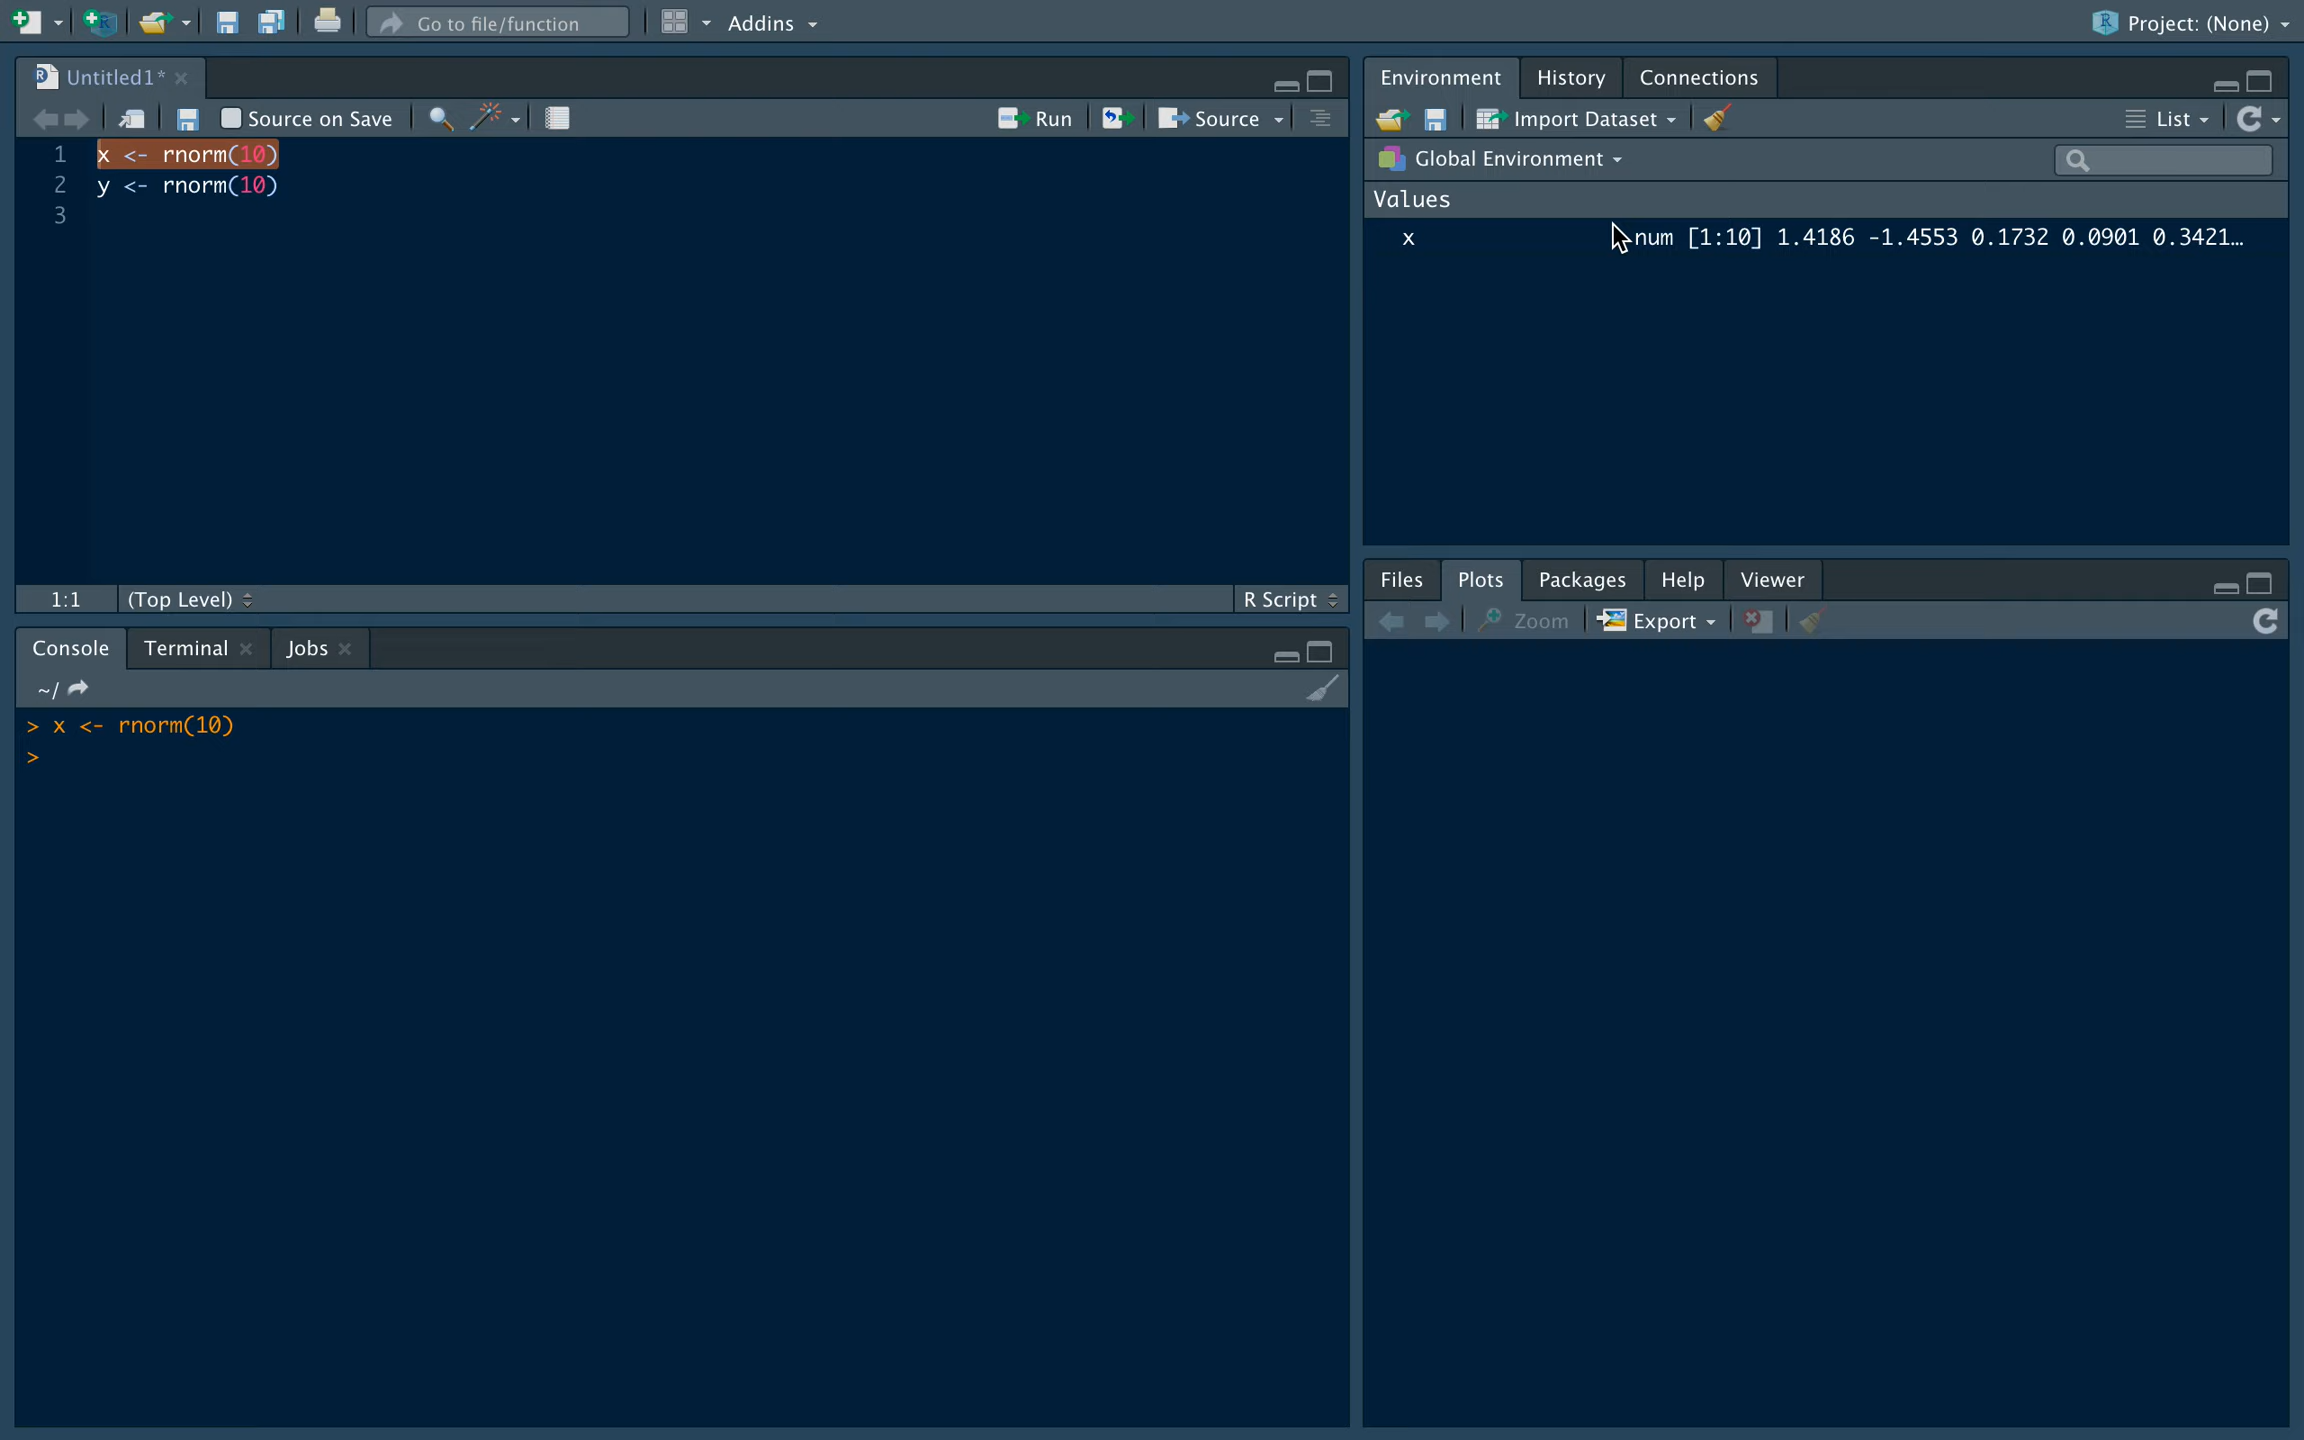 Go to file/function
Addins
Project: (None)
Untitled1*
Source on Save
Run
Source
1 x <- rnorm(10)
2 y <- rnorm(10)
3
1:1 (Top Level)
R Script
Console Terminal Jobs
~/
> x <- rnorm(10)
>
Environment History Connections
Import Dataset
List
Global Environment
Values
x num [1:10] 1.4186 -1.4553 0.1732 0.0901 0.3421…
Files Plots Packages Help Viewer
Zoom
Export